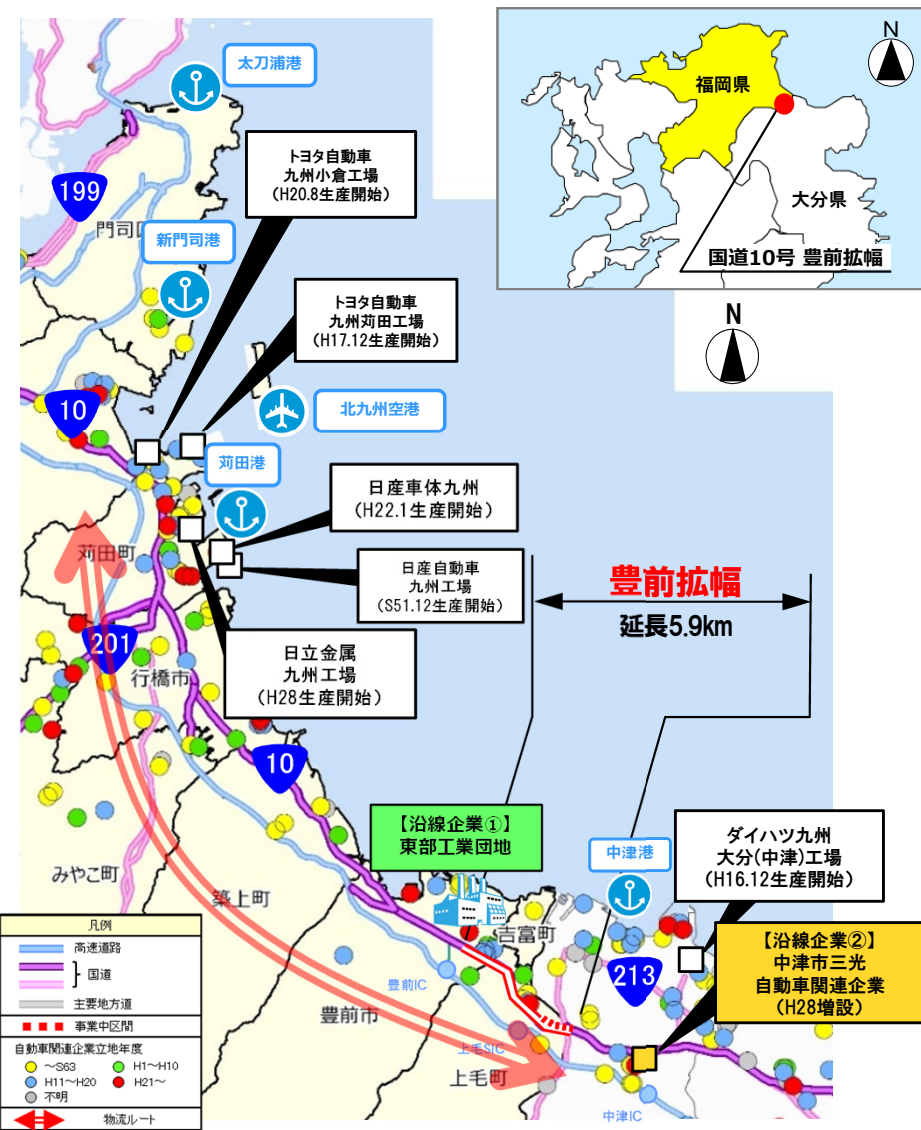 太刀浦港
N
福岡県
大分県
国道10号 豊前拡幅
トヨタ自動車
九州小倉工場
(H20.8生産開始)
199
門司
新門司港
トヨタ自動車
九州苅田工場
(H17.12生産開始)
N
10
北九州空港
苅田港
日産車体九州
(H22.1生産開始)
苅田町
日産自動車
九州工場
(S51.12生産開始)
豊前拡幅
延長5.9km
201
行橋市
日立金属
九州工場
(H28生産開始)
10
【沿線企業①】
東部工業団地
中津港
ダイハツ九州
大分(中津)工場
(H16.12生産開始)
みやこ町
築上町
吉富町
【沿線企業②】
中津市三光
自動車関連企業
(H28増設)
213
豊前IC
豊前市
上毛SIC
上毛町
中津IC
凡例
高速道路
国道
主要地方道
事業中区間
自動車関連企業立地年度
～S63
H1～H10
H11～H20
H21～
不明
物流ルート